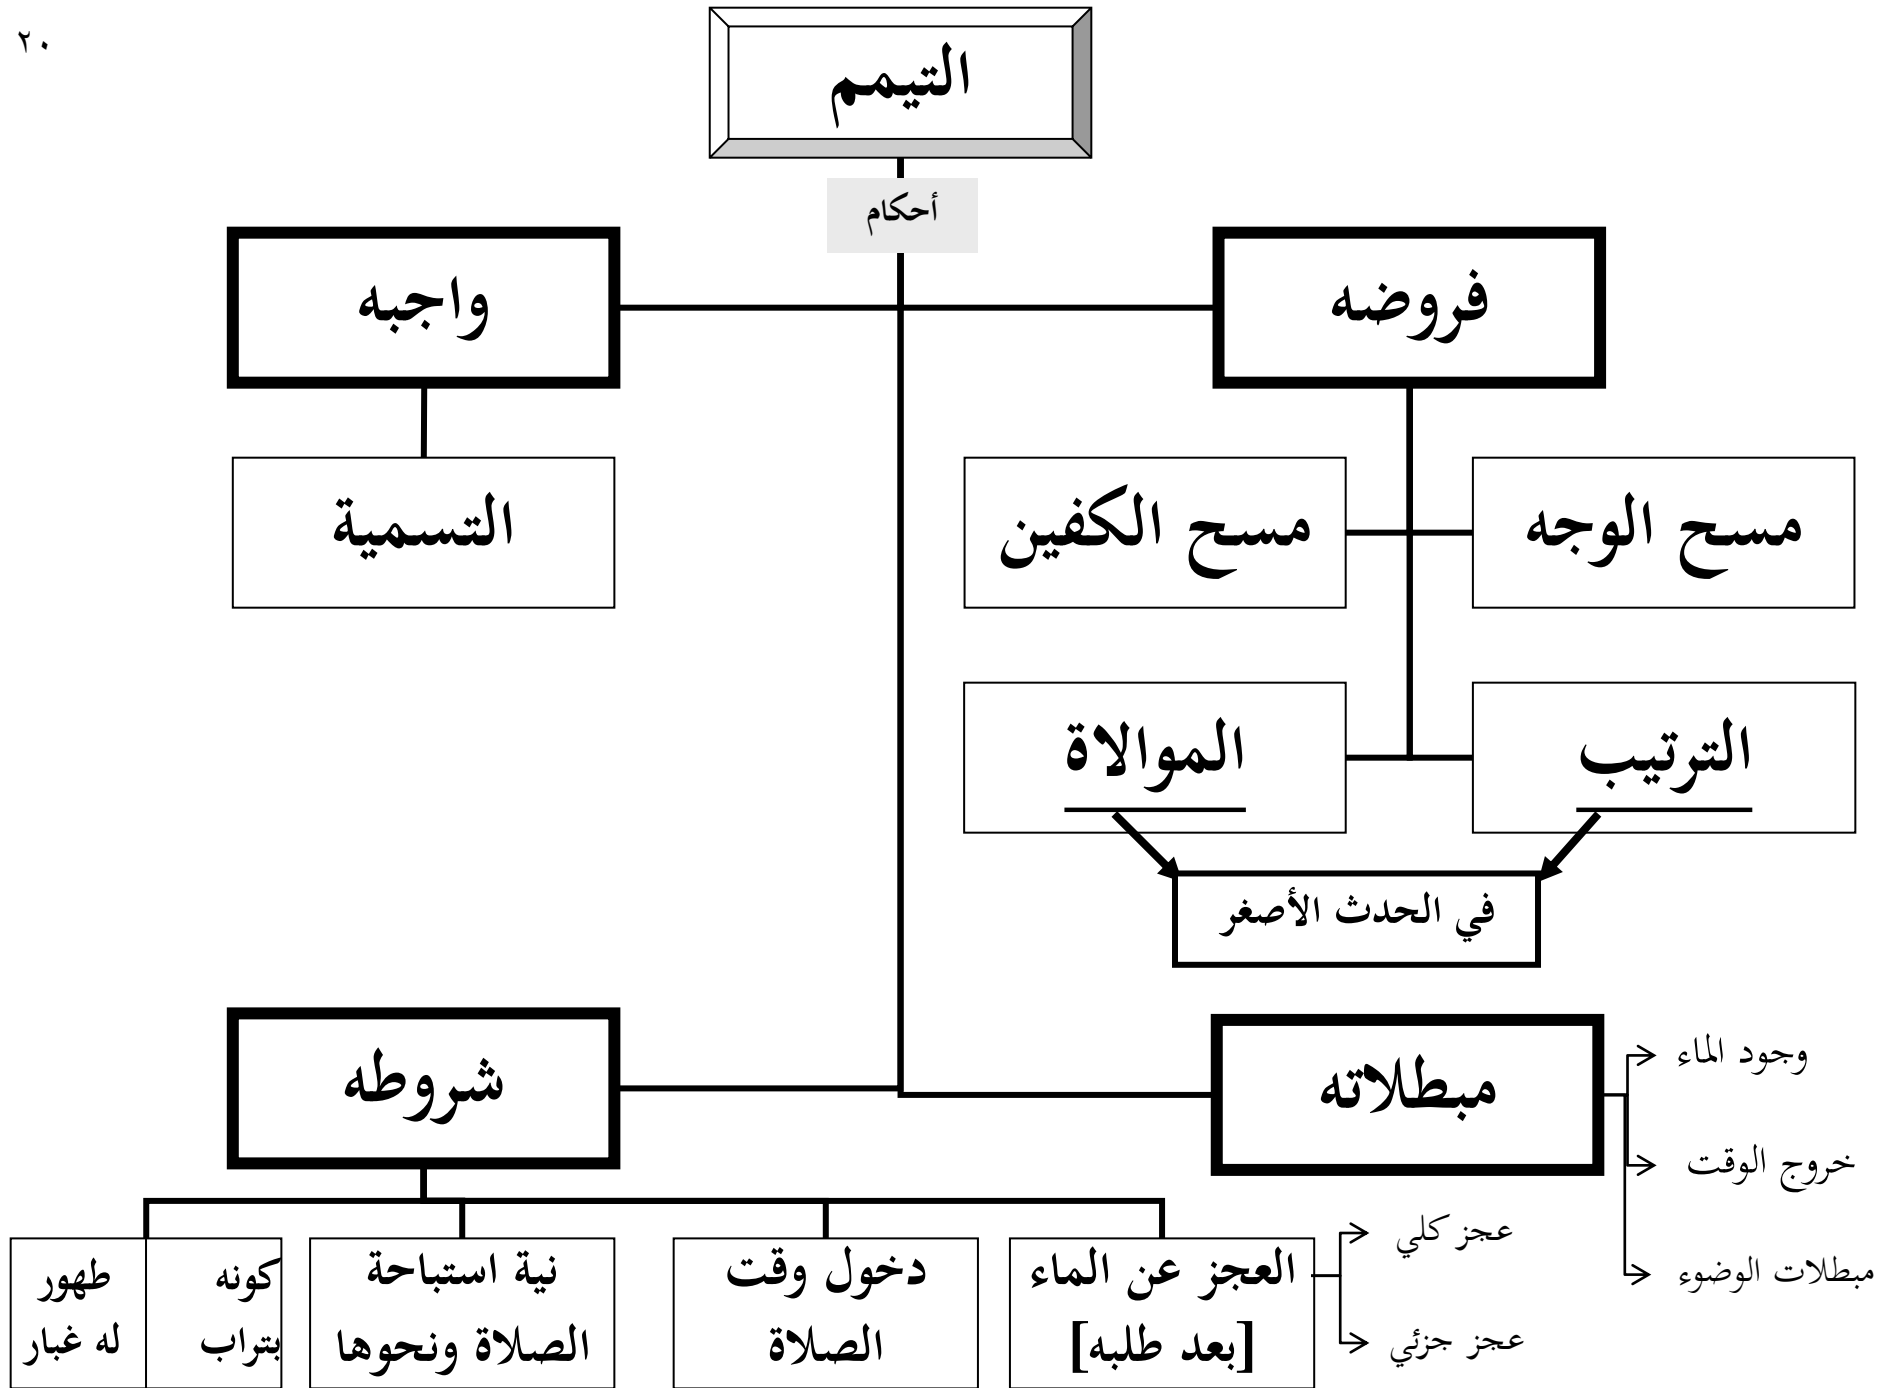 ٢٠
التيمم
أحكام
فروضه
واجبه
مسح الوجه
مسح الكفين
التسمية
الترتيب
الموالاة
في الحدث الأصغر
مبطلاته
وجود الماء
خروج الوقت
مبطلات الوضوء
شروطه
العجز عن الماء
[بعد طلبه]
عجز كلي
عجز جزئي
دخول وقت
الصلاة
نية استباحة
الصلاة ونحوها
كونه
بتراب
طهور
له غبار